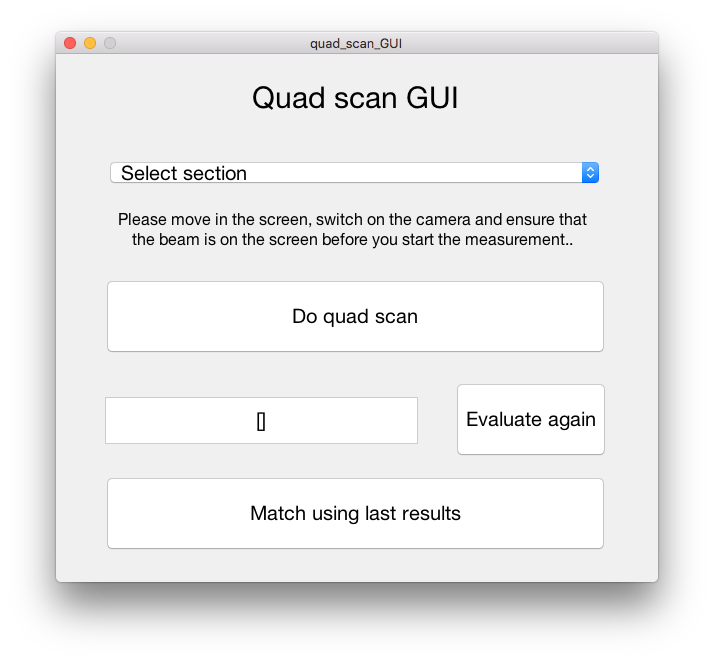 quad_scan_GUI
Quad scan GUI
Select section
Please move in the screen, switch on the camera and ensure that
the beam is on the screen before you start the measurement..
Do quad scan
[]
Evaluate again
Match using last results